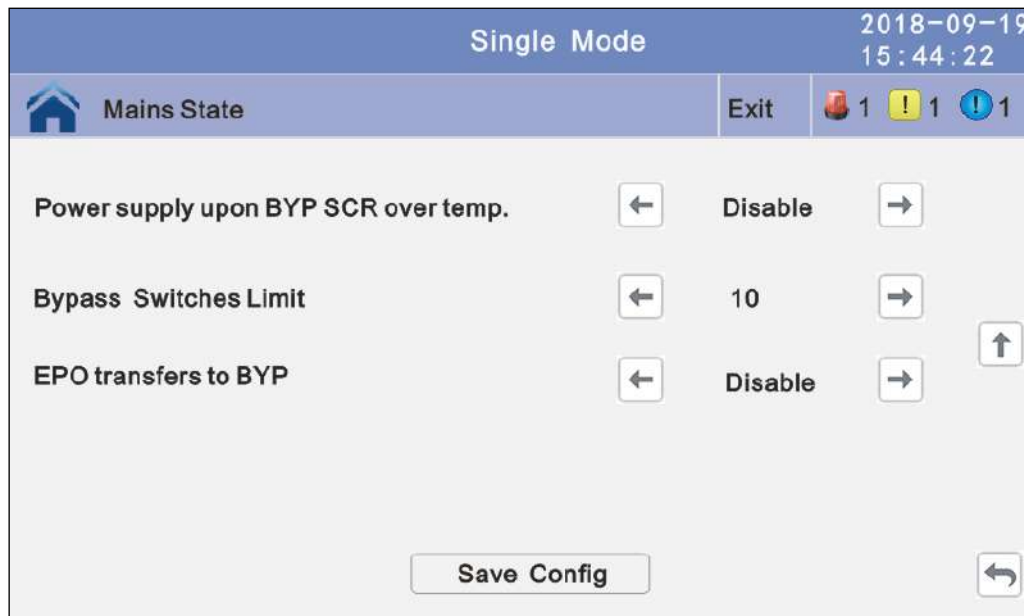 Single Mode
2018-09-19
15:44:22
Mains State
Exit
1
! 1
! 1
Power supply upon BYP SCR over temp.
Disable
Bypass Switches Limit
10
EPO transfers to BYP
Disable
Save Config